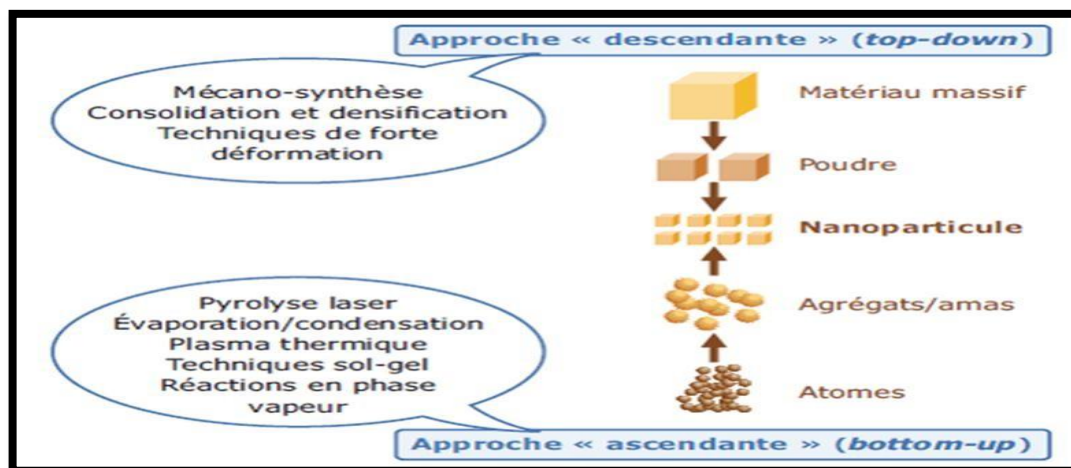 Approche « descendante » (top-down)
Mécano-synthèse
Consolidation et densification
Techniques de forte
déformation
Matériau massif
Poudre
Nanoparticule
Agrégats/amas
Atomes
Pyrolyse laser
Évaporation/condensation
Plasma thermique
Techniques sol-gel
Réactions en phase
vapeur
Approche « ascendante » (bottom-up)